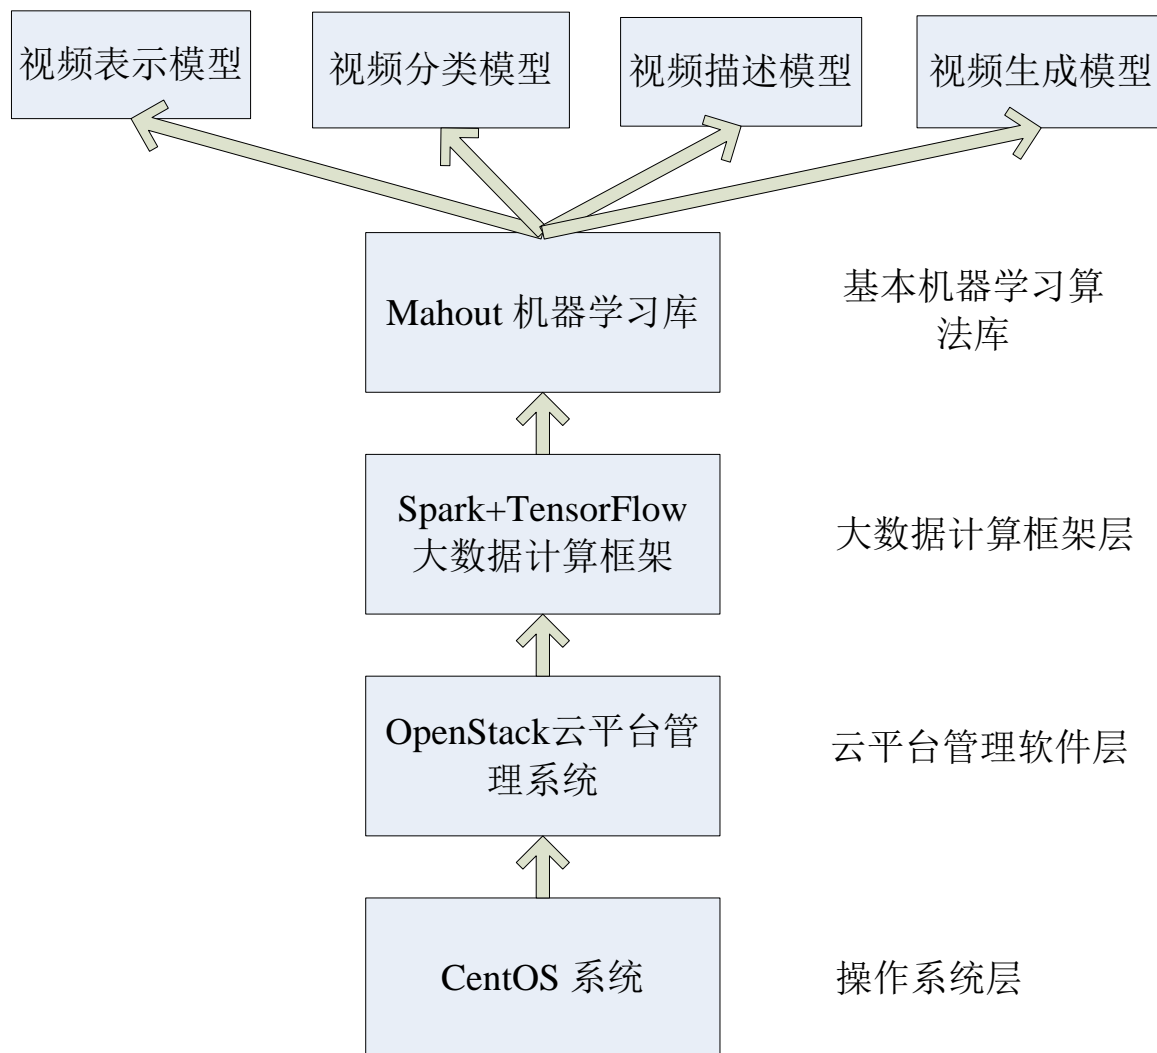 视频表示模型
视频分类模型
视频描述模型
视频生成模型
Mahout 机器学习库
基本机器学习算
法库
Spark+TensorFlow
大数据计算框架
大数据计算框架层
OpenStack云平台管
理系统
云平台管理软件层
CentOS 系统
操作系统层